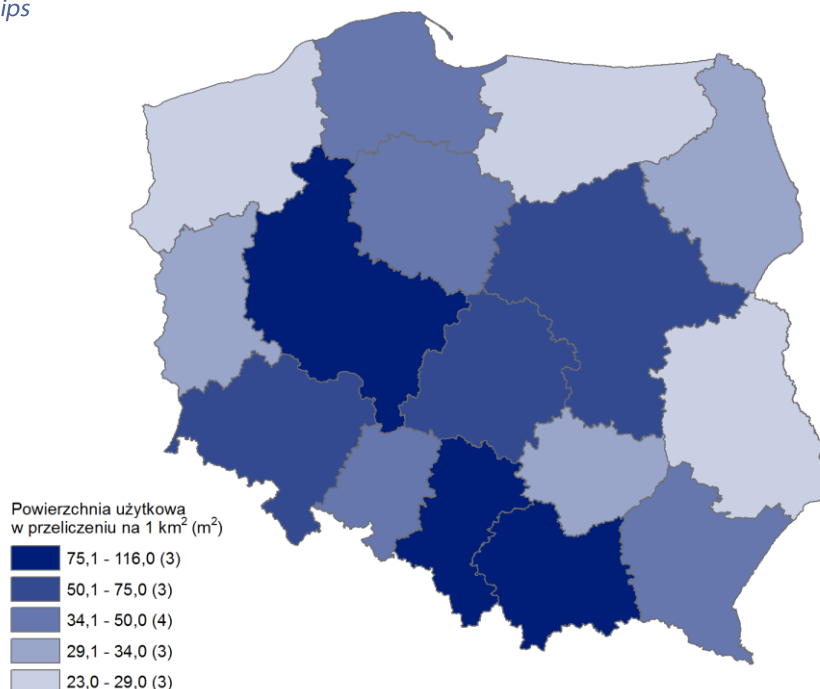 ips
Powierzchnia użytkowa
w przeliczeniu na 1 km² (m²)
75,1 - 116,0 (3)
50,1 - 75,0 (3)
34,1 - 50,0 (4)
29,1 - 34,0 (3)
23,0 - 29,0 (3)